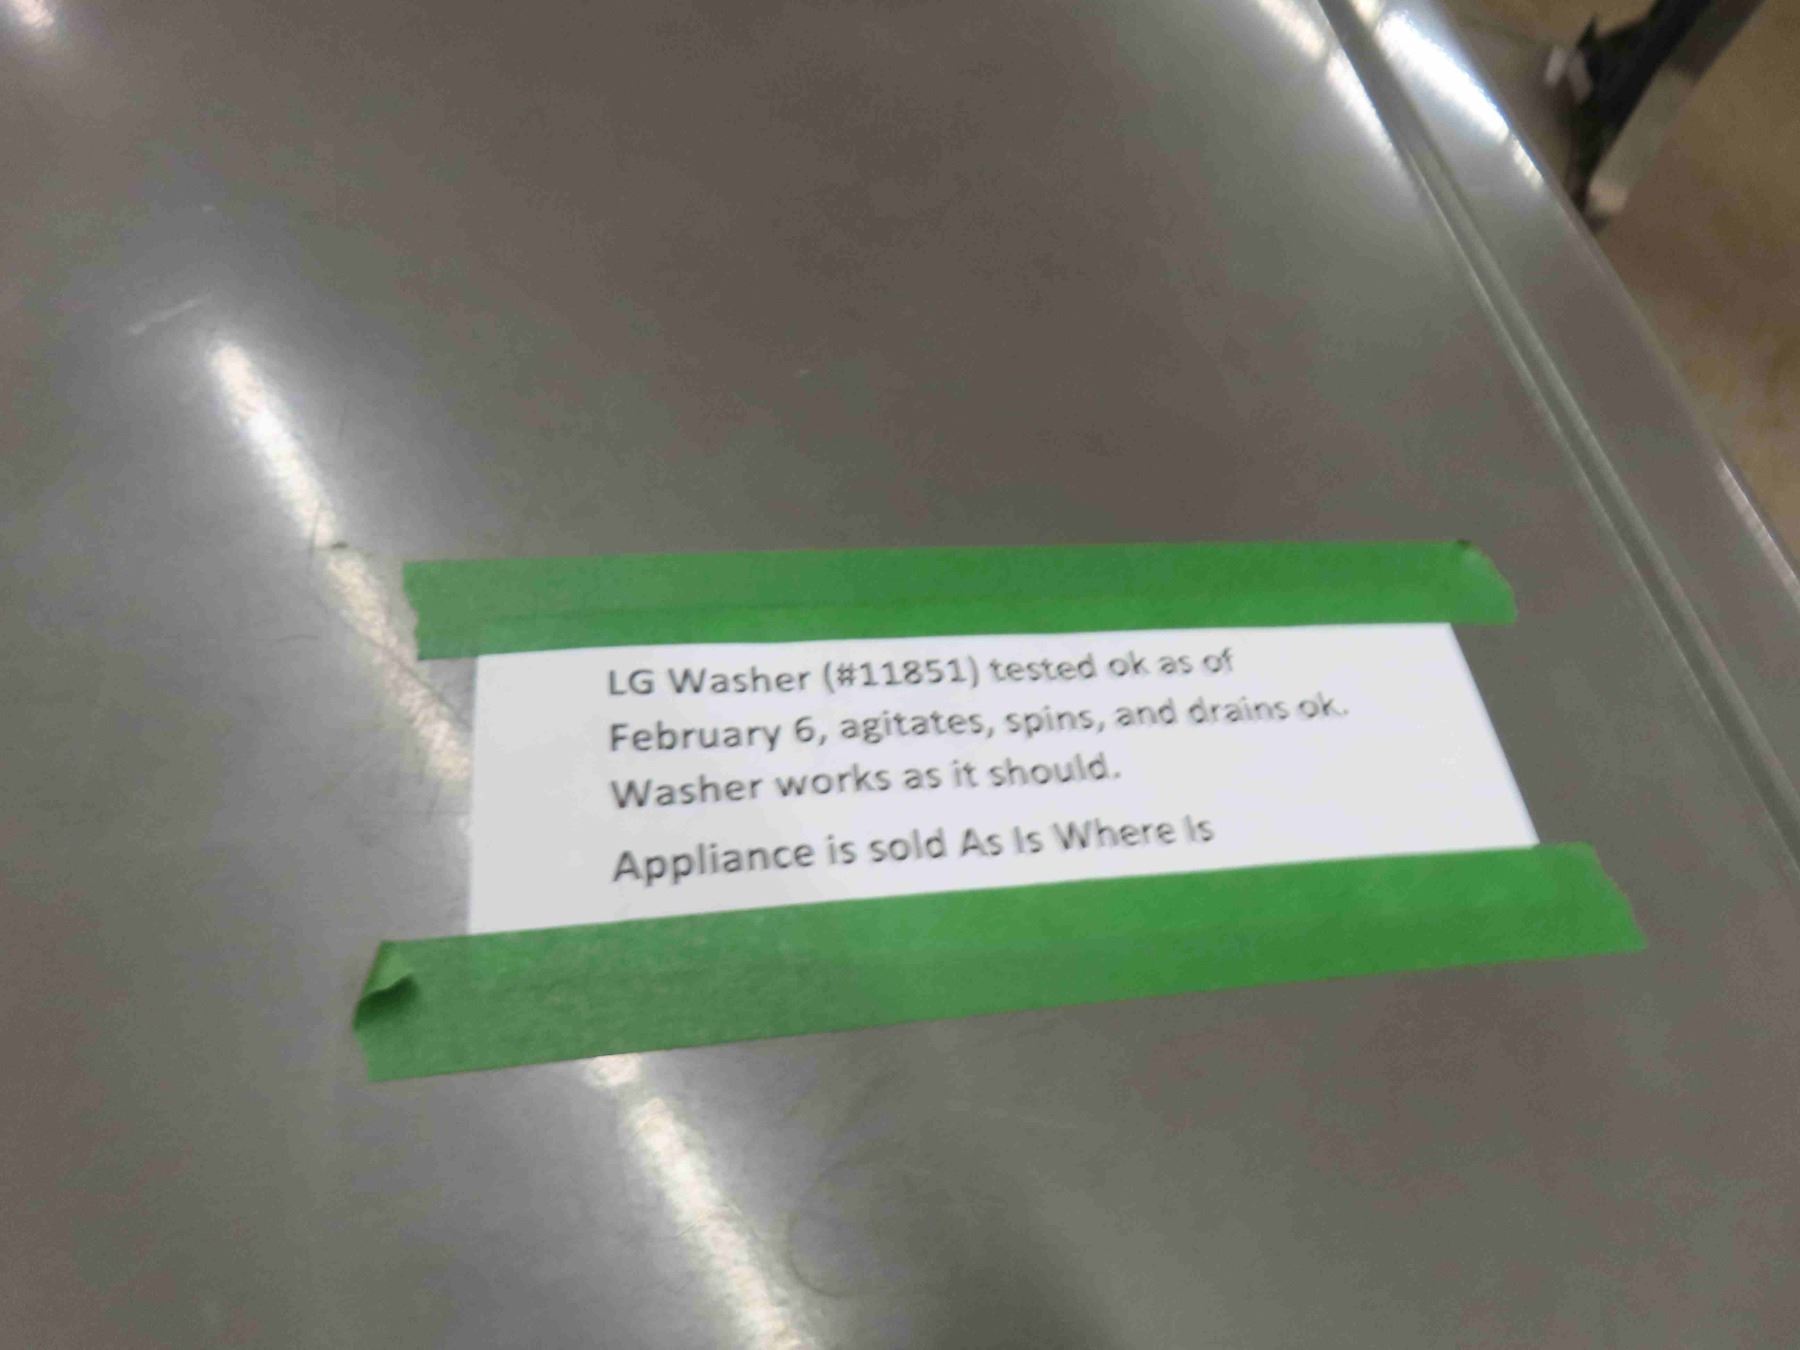 LG Washer (#11851) tested ok as of
February 6, agitates, spins, and drains ok.
Washer works as it should.
Appliance is sold As Is Where Is